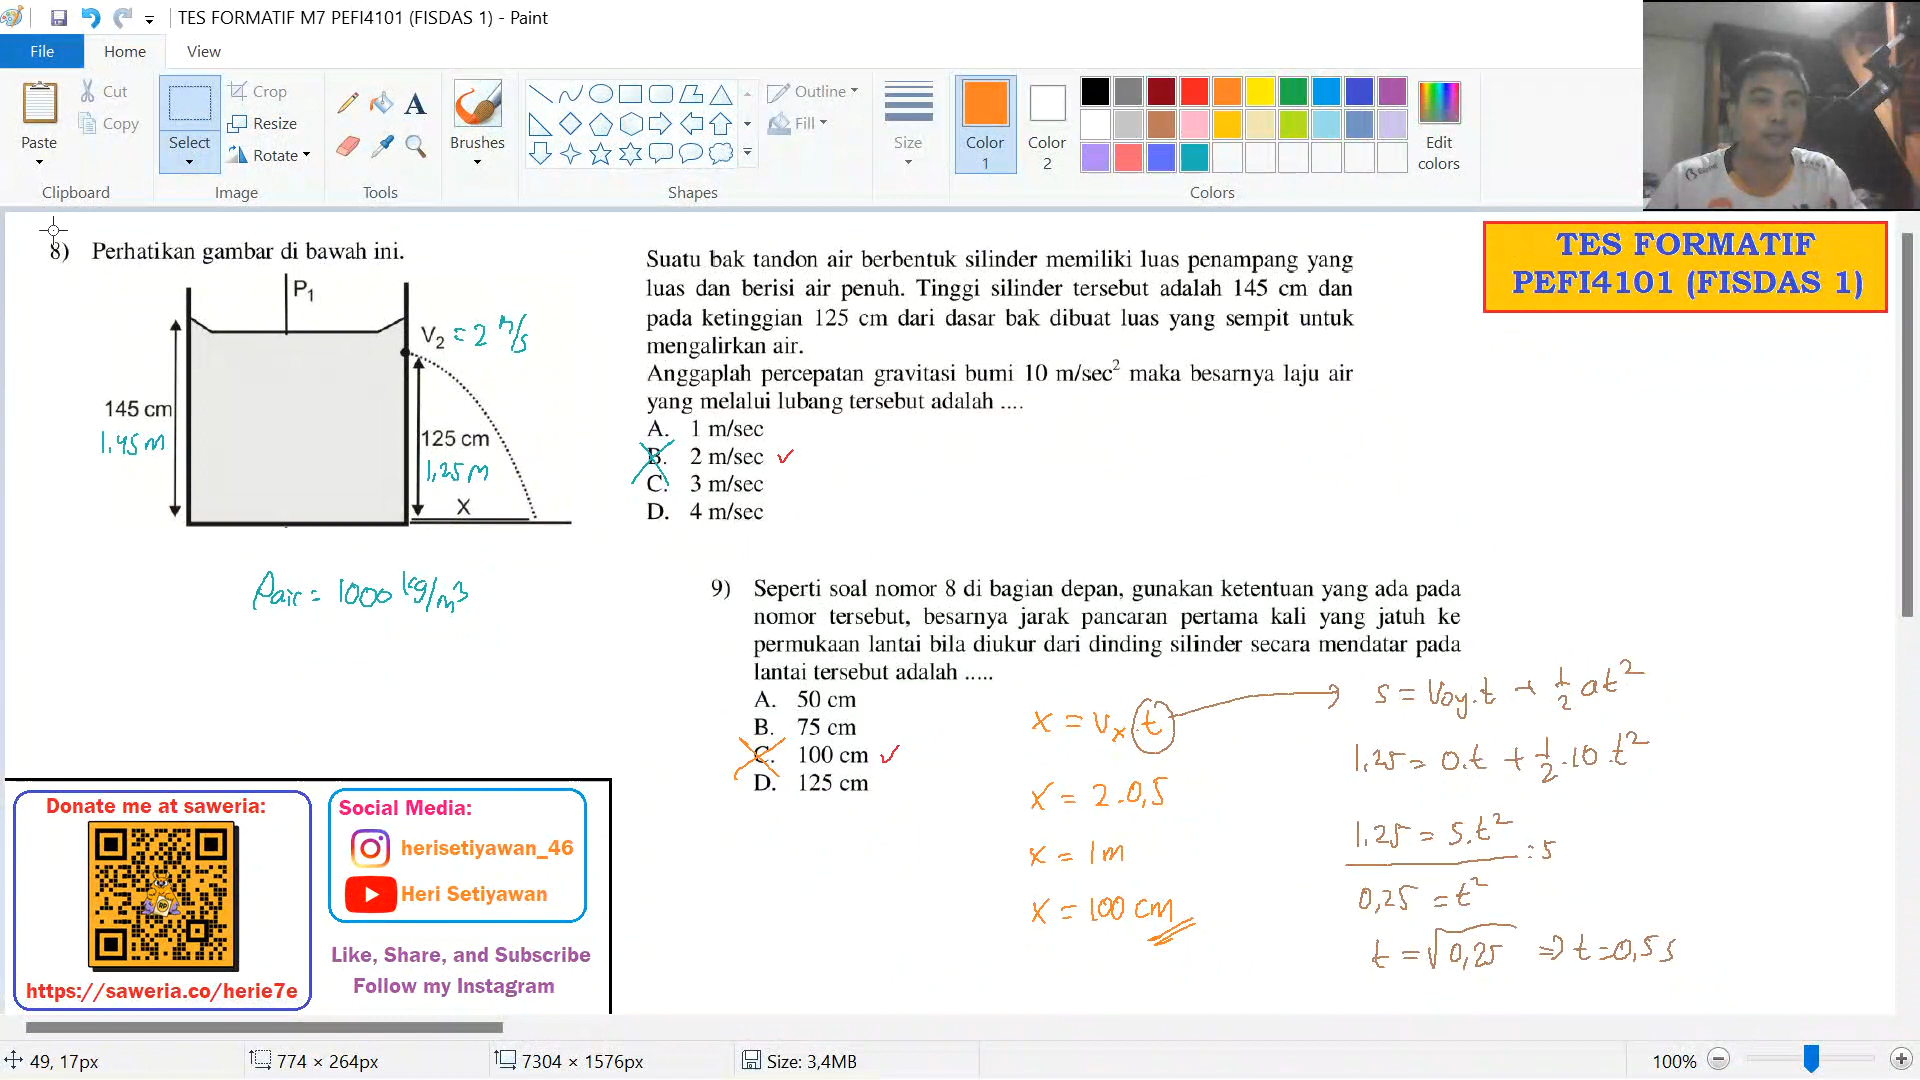 TES FORMATIF M7 PEFI4101 (FISDAS 1) - Paint
File
Home
View
Paste
Cut
Copy
Clipboard
Select
Crop
Resize
Rotate
Image
Tools
Brushes
Shapes
Outline
Fill
Size
Color 1
Color 2
Colors
Edit colors
TES FORMATIF
PEFI4101 (FISDAS 1)
8) Perhatikan gambar di bawah ini.
P1
V2 = 2 m/s
145 cm
1,45 m
125 cm
1,25 m
X
ρair = 1000 kg/m3
Suatu bak tandon air berbentuk silinder memiliki luas penampang yang
luas dan berisi air penuh. Tinggi silinder tersebut adalah 145 cm dan
pada ketinggian 125 cm dari dasar bak dibuat luas yang sempit untuk
mengalirkan air.
Anggaplah percepatan gravitasi bumi 10 m/sec2 maka besarnya laju air
yang melalui lubang tersebut adalah ....
A. 1 m/sec
B. 2 m/sec ✓
C. 3 m/sec
D. 4 m/sec
9) Seperti soal nomor 8 di bagian depan, gunakan ketentuan yang ada pada
nomor tersebut, besarnya jarak pancaran pertama kali yang jatuh ke
permukaan lantai bila diukur dari dinding silinder secara mendatar pada
lantai tersebut adalah .....
A. 50 cm
B. 75 cm
C. 100 cm ✓
D. 125 cm
x = vx.t
x = 2.0,5
x = 1 m
x = 100 cm
s = voy.t + 1/2 at2
1,25 = 0.t + 1/2.10.t2
1,25 = 5.t2
:5
0,25 = t2
t = √0,25 ⇒ t = 0,5 s
Donate me at saweria:
https://saweria.co/herie7e
Social Media:
herisetiyawan_46
Heri Setiyawan
Like, Share, and Subscribe
Follow my Instagram
49, 17px
774 × 264px
7304 × 1576px
Size: 3,4MB
100%